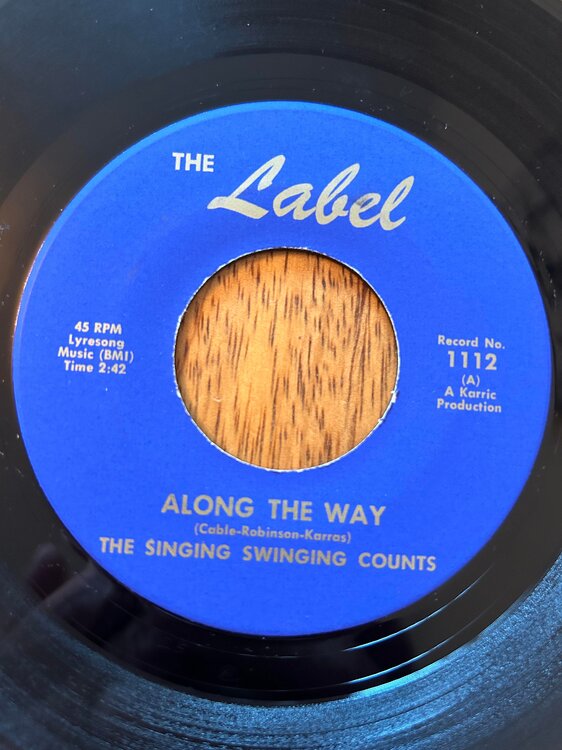 THE
Label
45 RPM
Lyresong
Music (BMI)
Time 2:42
Record No.
1112
(A)
A Karric
Production
ALONG THE WAY
(Cable-Robinson-Karras)
THE SINGING SWINGING COUNTS